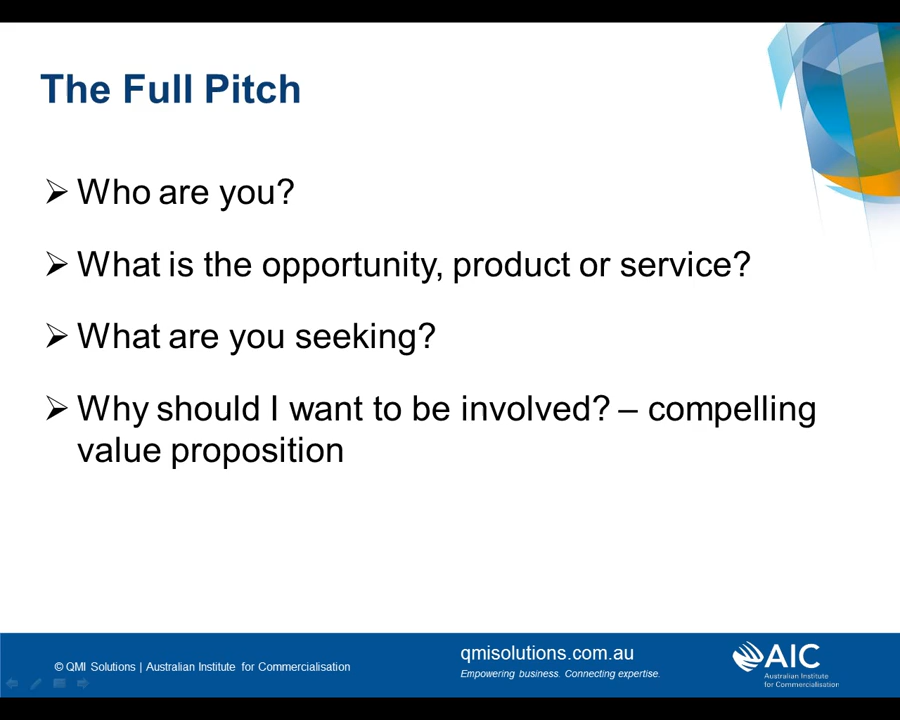 The Full Pitch
➢ Who are you?
➢ What is the opportunity, product or service?
➢ What are you seeking?
➢ Why should I want to be involved? – compelling
value proposition
© QMI Solutions | Australian Institute for Commercialisation
qmisolutions.com.au
Empowering business. Connecting expertise.
AIC
Australian Institute
for Commercialisation